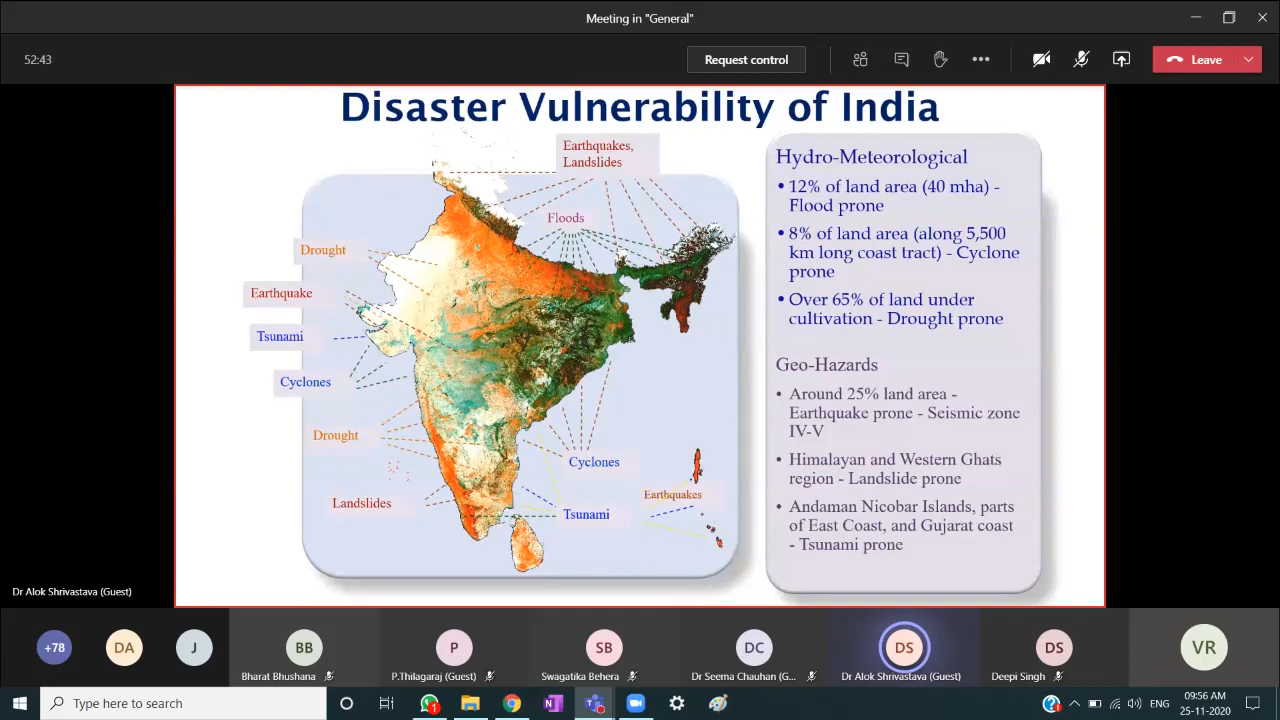 Meeting in "General"
52:43
Request control
Leave
Disaster Vulnerability of India
Earthquakes,
Landslides
Floods
Drought
Earthquake
Tsunami
Cyclones
Drought
Landslides
Cyclones
Earthquakes
Tsunami
Hydro-Meteorological
• 12% of land area (40 mha) -
Flood prone
• 8% of land area (along 5,500
km long coast tract) - Cyclone
prone
• Over 65% of land under
cultivation - Drought prone
Geo-Hazards
• Around 25% land area -
Earthquake prone - Seismic zone
IV-V
• Himalayan and Western Ghats
region - Landslide prone
• Andaman Nicobar Islands, parts
of East Coast, and Gujarat coast
- Tsunami prone
Dr Alok Shrivastava (Guest)
+78
DA
J
BB
Bharat Bhushana
P
P.Thilagaraj (Guest)
SB
Swagatika Behera
DC
Dr Seema Chauhan (G...
DS
Dr Alok Shrivastava (Guest)
DS
Deepi Singh
VR
Type here to search
1
ENG
09:56 AM
25-11-2020